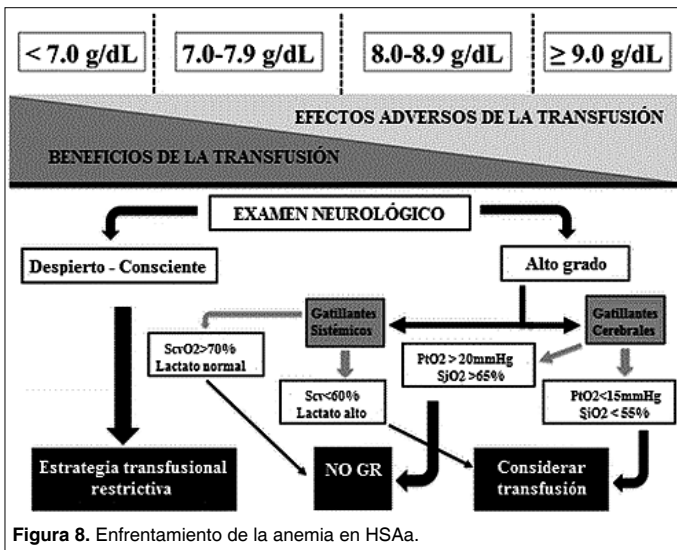 < 7.0 g/dL
7.0-7.9 g/dL
8.0-8.9 g/dL
≥ 9.0 g/dL
EFECTOS ADVERSOS DE LA TRANSFUSIÓN
BENEFICIOS DE LA TRANSFUSIÓN
EXAMEN NEUROLÓGICO
Despierto - Consciente
Alto grado
Gatillantes
Sistémicos
Gatillantes
Cerebrales
ScvO2>70%
Lactato normal
PtO2 > 20mmHg
SjO2 >65%
Scv<60%
Lactato alto
PtO2<15mmHg
SjO2 < 55%
Estrategia transfusional
restrictiva
NO GR
Considerar
transfusión
Figura 8. Enfrentamiento de la anemia en HSAa.